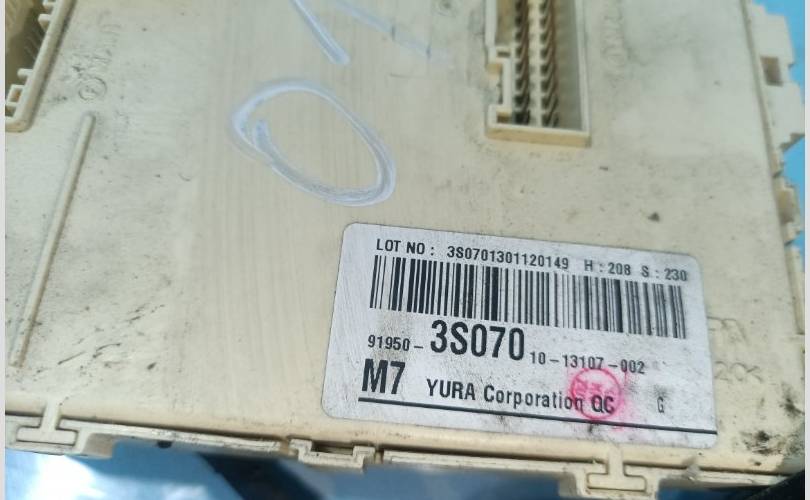 LOT NO : 3S0701301120149 H : 208 S : 230
91950-3S070 10-13107-002
M7 YURA Corporation QC G